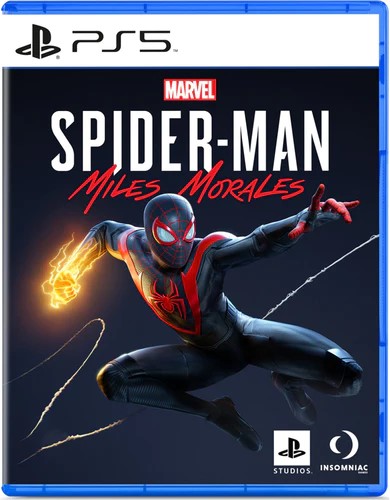 PS5
MARVEL
SPIDER-MAN
MILES MORALES
STUDIOS
INSOMNIAC